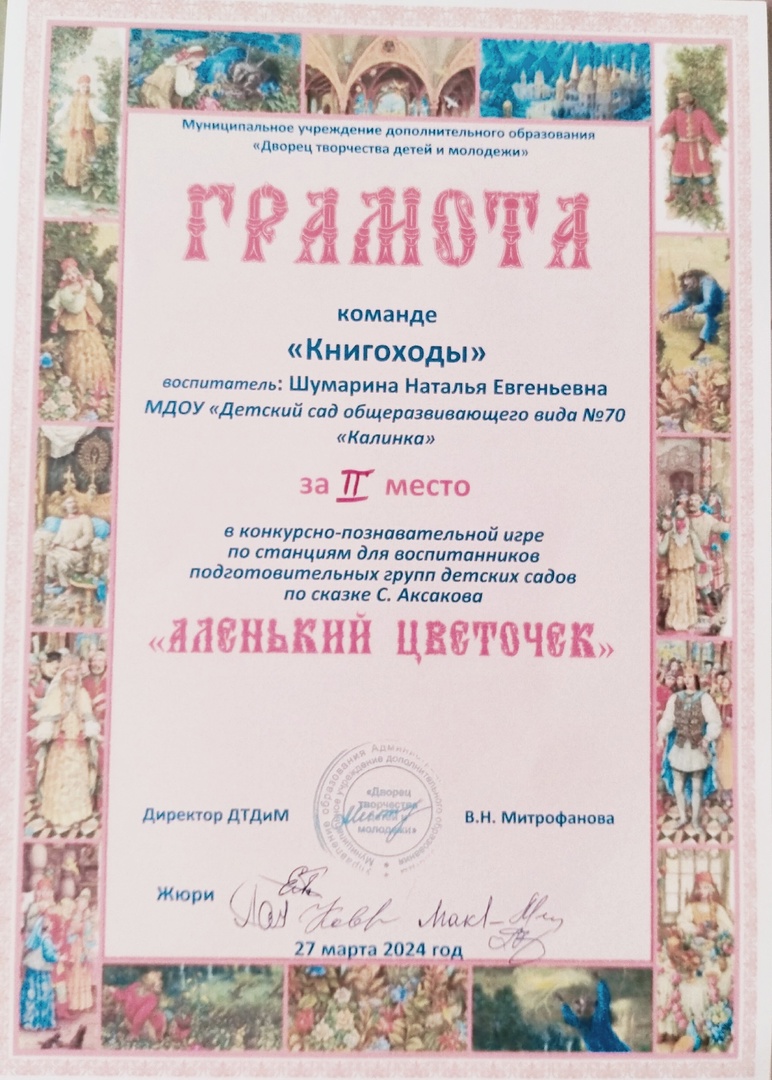 Муниципальное учреждение дополнительного образования
«Дворец творчества детей и молодежи»
ГРАМОТА
команде
«Книгоходы»
воспитатель: Шумарина Наталья Евгеньевна
МДОУ «Детский сад общеразвивающего вида №70
«Калинка»
за II место
в конкурсно-познавательной игре
по станциям для воспитанников
подготовительных групп детских садов
по сказке С. Аксакова
«АЛЕНЬКИЙ ЦВЕТОЧЕК»
«Дворец
творчества
детей и
молодежи»
Директор ДТДиМ
В.Н. Митрофанова
Жюри
27 марта 2024 год